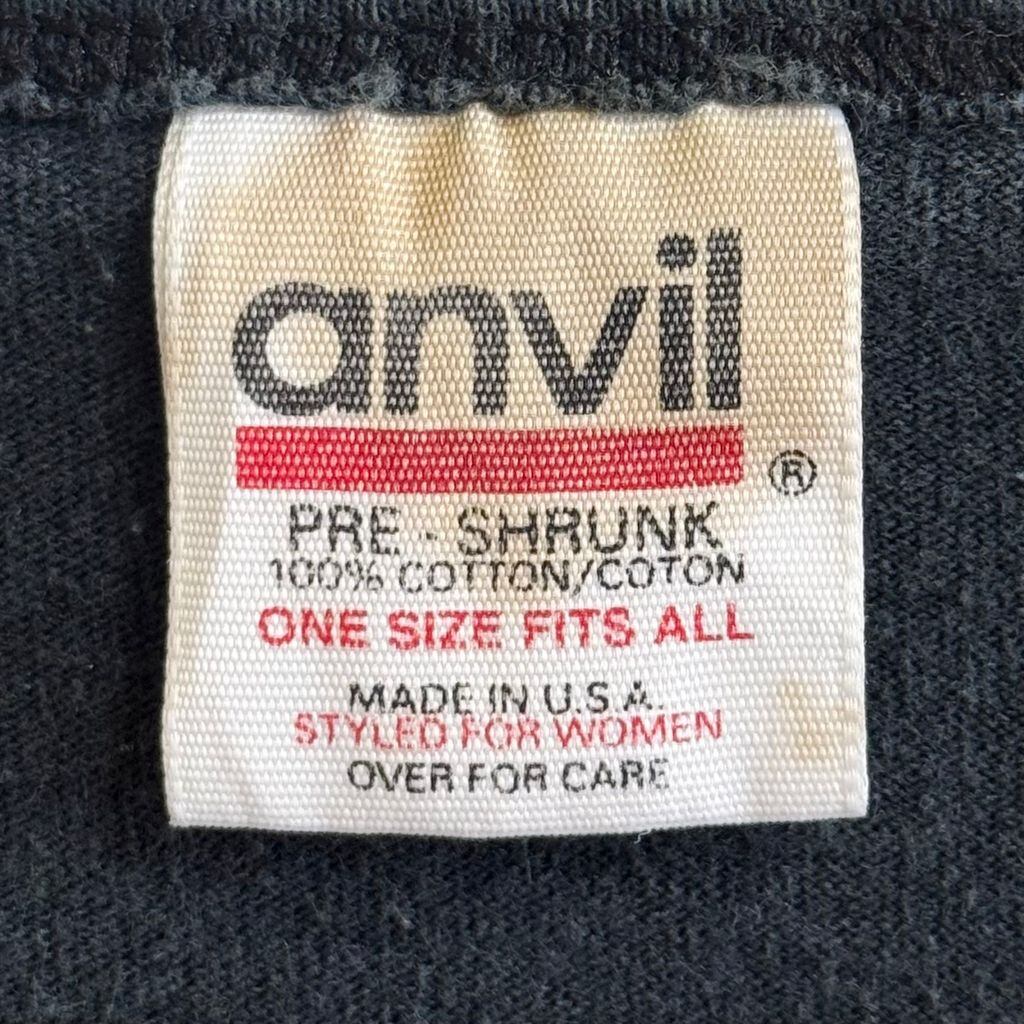 anvil
®
PRE - SHRUNK
100% COTTON/COTON
ONE SIZE FITS ALL
MADE IN U.S.A.
STYLED FOR WOMEN
OVER FOR CARE